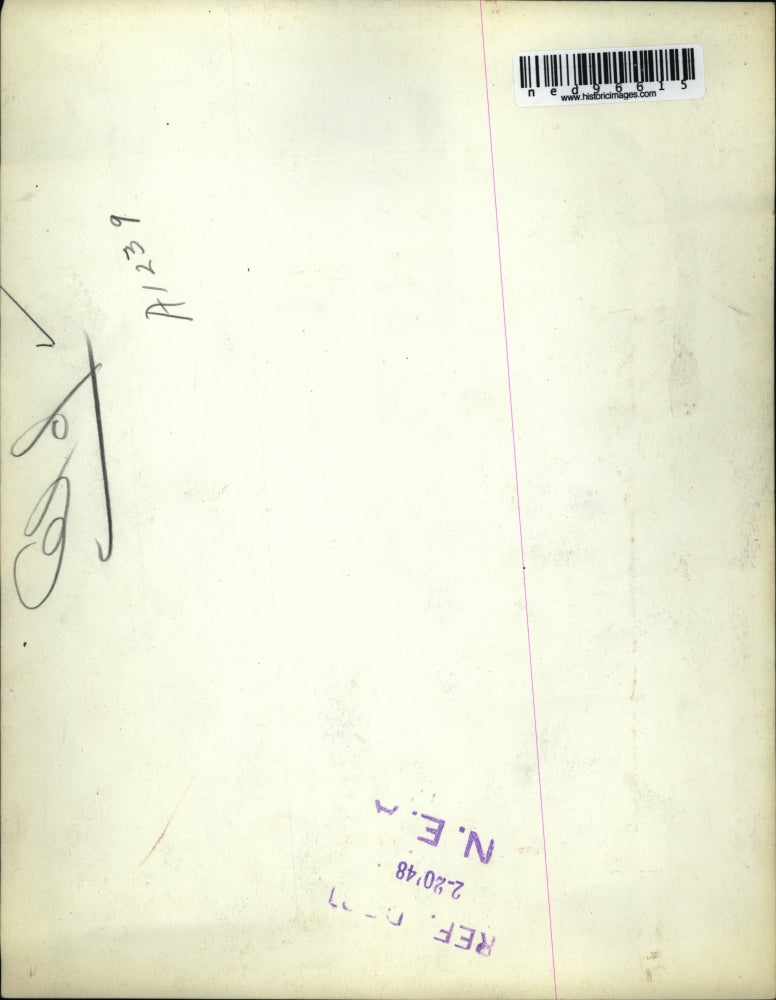 ned96615
www.historicimages.com
A1239
N. E.
2-20'48
REF.